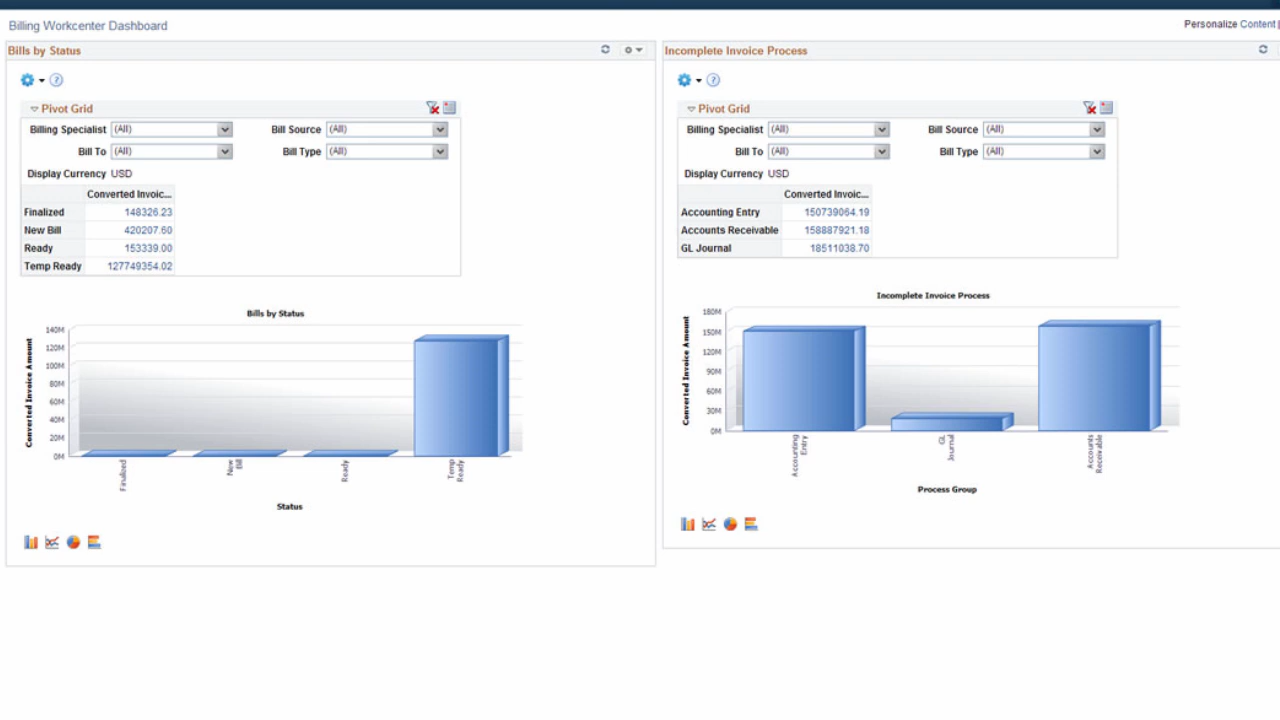 Billing Workcenter Dashboard
Personalize Content |
Bills by Status
Pivot Grid
Billing Specialist (All) Bill Source (All)
Bill To (All) Bill Type (All)
Display Currency USD
Converted Invoic...
Finalized 148326.23
New Bill 420207.60
Ready 153339.00
Temp Ready 127749354.02
Bills by Status
140M
120M
100M
80M
60M
40M
20M
0M
Converted Invoice Amount
Finalized
New
Bill
Ready
Temp
Ready
Status
Incomplete Invoice Process
Pivot Grid
Billing Specialist (All) Bill Source (All)
Bill To (All) Bill Type (All)
Display Currency USD
Converted Invoic...
Accounting Entry 150739064.19
Accounts Receivable 158887921.18
GL Journal 18511038.70
Incomplete Invoice Process
180M
150M
120M
90M
60M
30M
0M
Converted Invoice Amount
Accounting
Entry
GL
Journal
Accounts
Receivable
Process Group